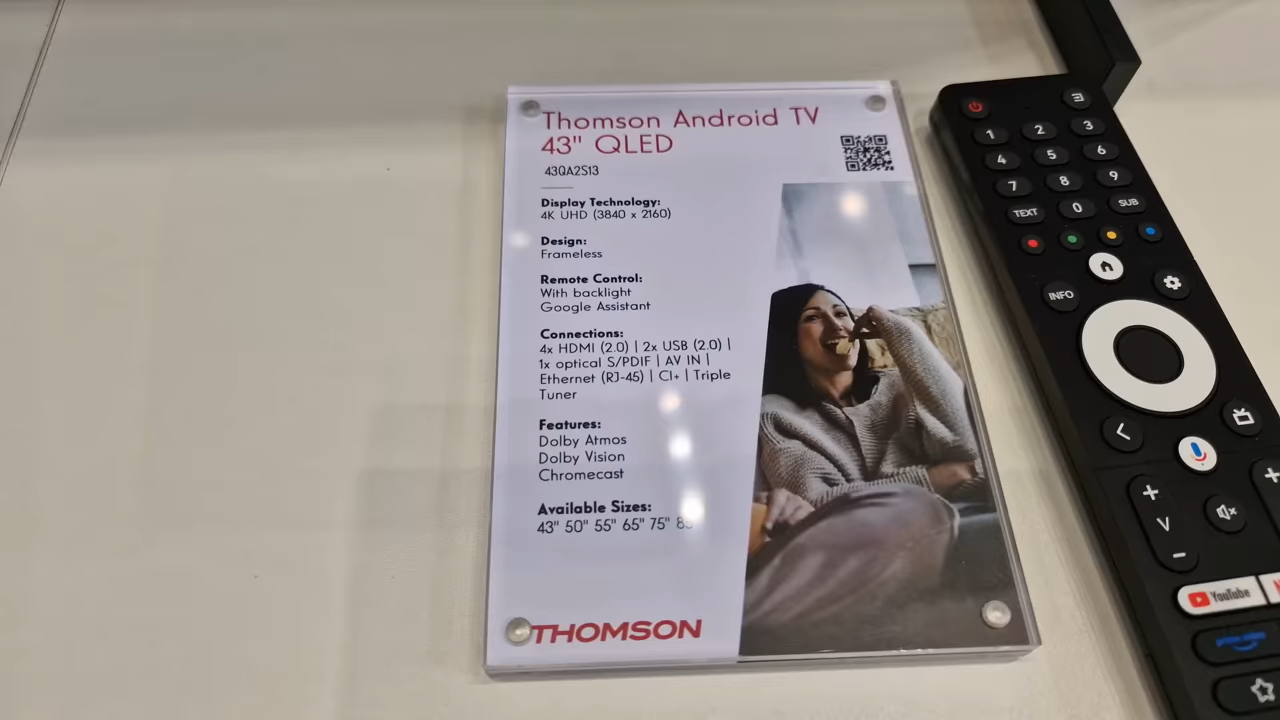 Thomson Android TV
43" QLED
43QA2S13
Display Technology:
4K UHD (3840 x 2160)
Design:
Frameless
Remote Control:
With backlight
Google Assistant
Connections:
4x HDMI (2.0) | 2x USB (2.0) |
1x optical S/PDIF | AV IN |
Ethernet (RJ-45) | CI+ | Triple
Tuner
Features:
Dolby Atmos
Dolby Vision
Chromecast
Available Sizes:
43" 50" 55" 65" 75"
THOMSON
1 2 3
4 5 6
7 8 9
TEXT 0 SUB
INFO
+
+
V
-
YouTube
prime video